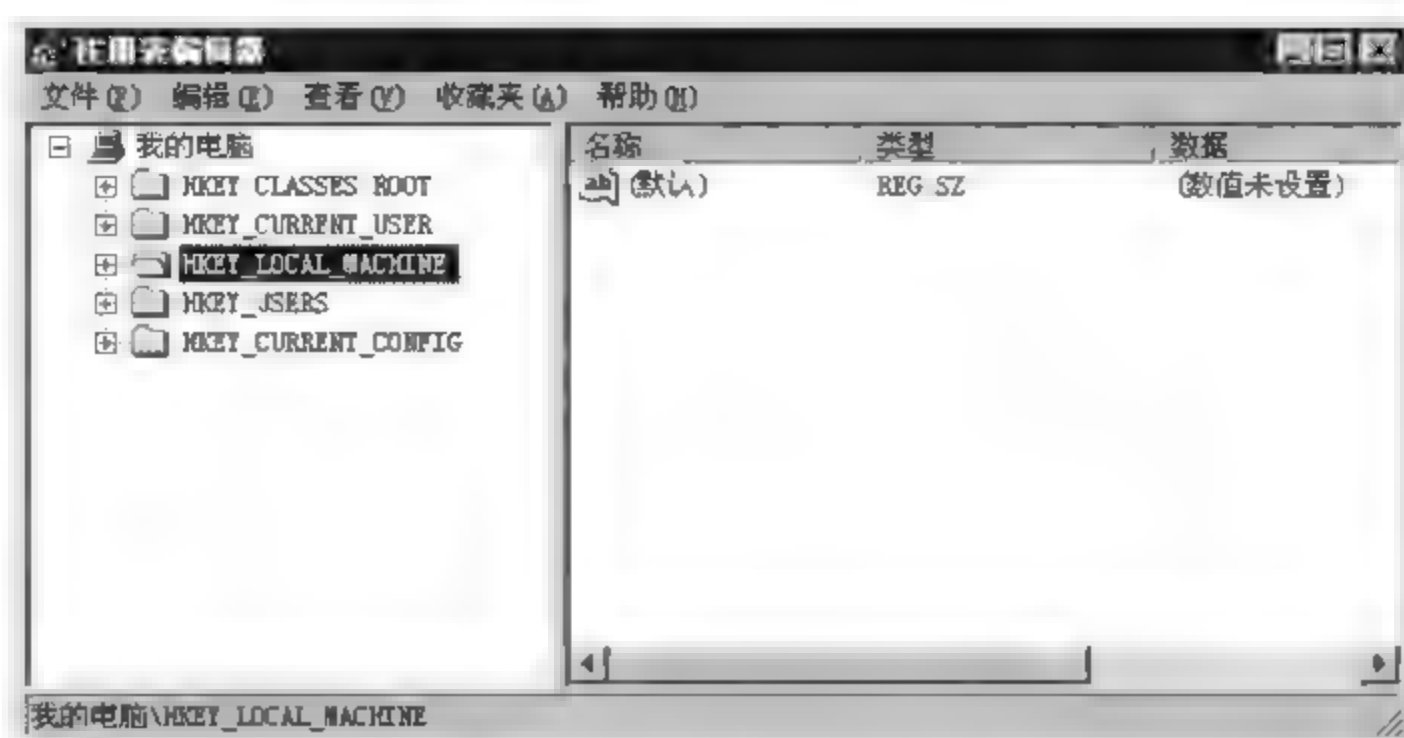 注册表编辑器
文件(F) 编辑(E) 查看(V) 收藏夹(A) 帮助(H)
我的电脑
HKEY_CLASSES_ROOT
HKEY_CURRENT_USER
HKEY_LOCAL_MACHINE
HKEY_USERS
HKEY_CURRENT_CONFIG
名称 类型 数据
ab (默认) REG_SZ (数值未设置)
我的电脑\HKEY_LOCAL_MACHINE